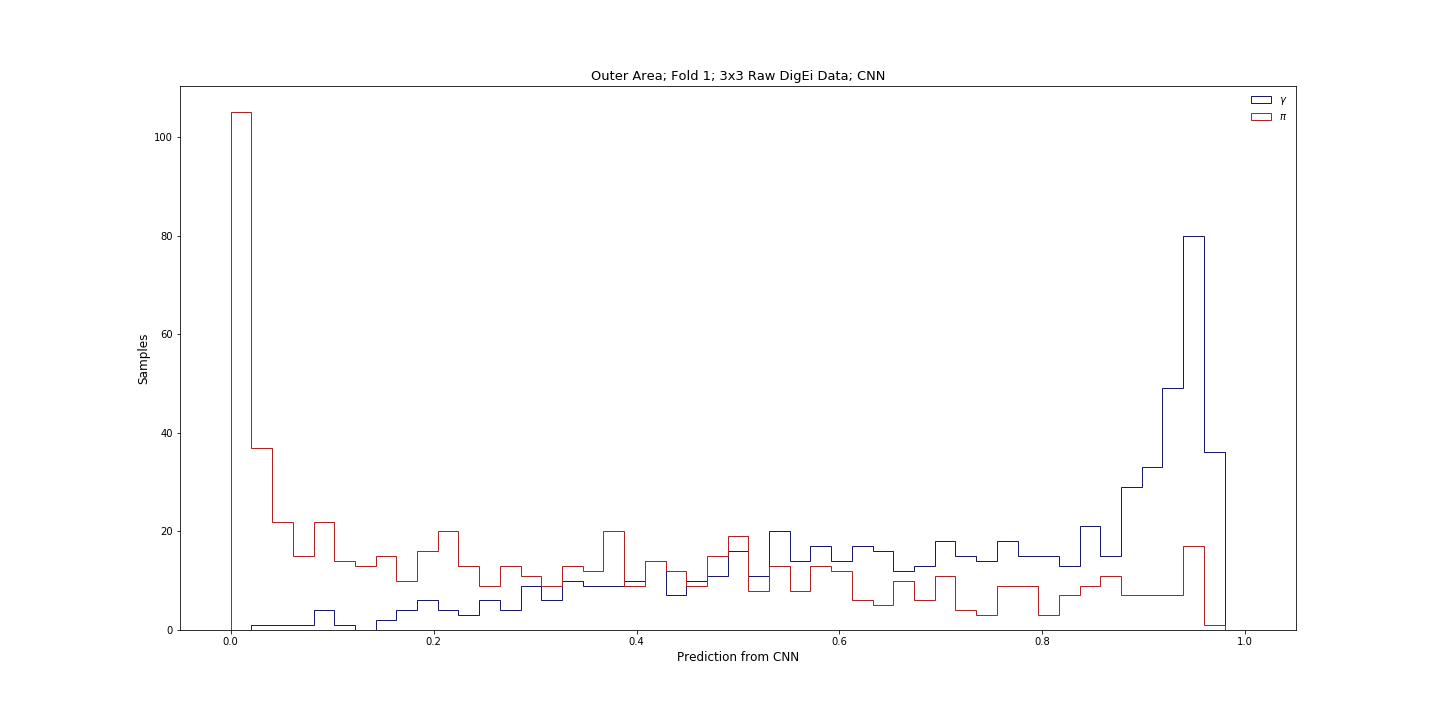 Outer Area; Fold 1; 3x3 Raw DigEi Data; CNN
γ
π
100
80
60
40
20
0
Samples
0.0 0.2 0.4 0.6 0.8 1.0
Prediction from CNN